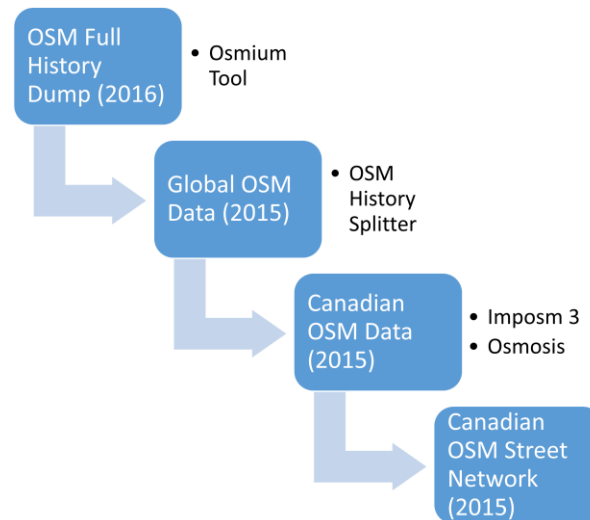 OSM Full
History
Dump (2016)
• Osmium
Tool
Global OSM
Data (2015)
• OSM
History
Splitter
Canadian
OSM Data
(2015)
• Imposm 3
• Osmosis
Canadian
OSM Street
Network
(2015)